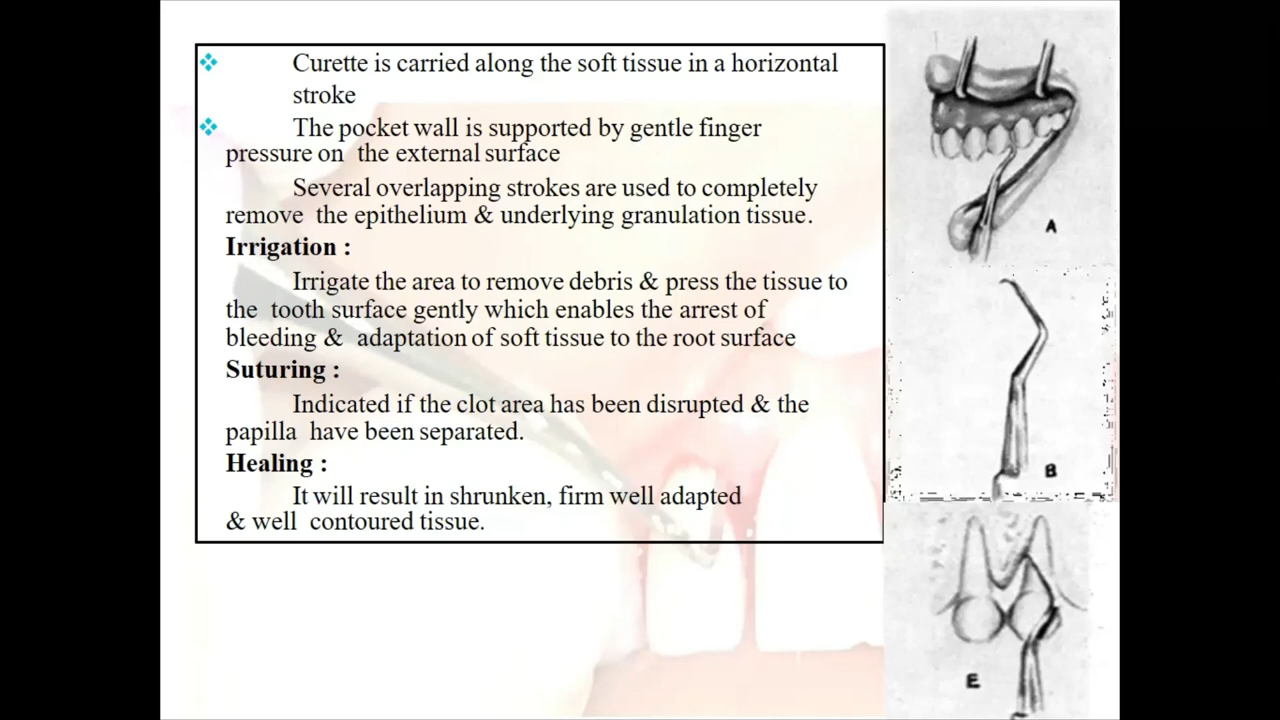 Curette is carried along the soft tissue in a horizontal
stroke
The pocket wall is supported by gentle finger
pressure on the external surface
Several overlapping strokes are used to completely
remove the epithelium & underlying granulation tissue.
Irrigation :
Irrigate the area to remove debris & press the tissue to
the tooth surface gently which enables the arrest of
bleeding & adaptation of soft tissue to the root surface
Suturing :
Indicated if the clot area has been disrupted & the
papilla have been separated.
Healing :
It will result in shrunken, firm well adapted
& well contoured tissue.
A
B
E